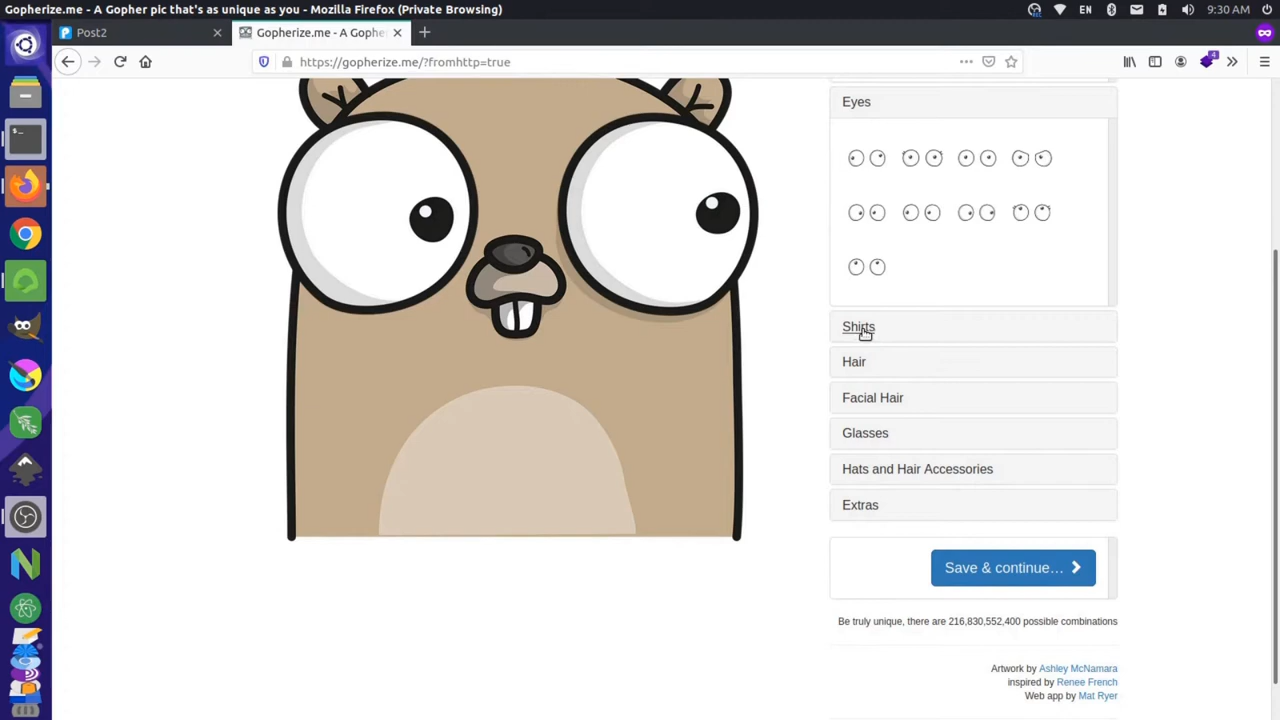 Gopherize.me - A Gopher pic that's as unique as you - Mozilla Firefox (Private Browsing)
EN
9:30 AM
Post2
Gopherize.me - A Gophe
https://gopherize.me/?fromhttp=true
4
Eyes
Shirts
Hair
Facial Hair
Glasses
Hats and Hair Accessories
Extras
Save & continue...
Be truly unique, there are 216,830,552,400 possible combinations
Artwork by Ashley McNamara
inspired by Renee French
Web app by Mat Ryer